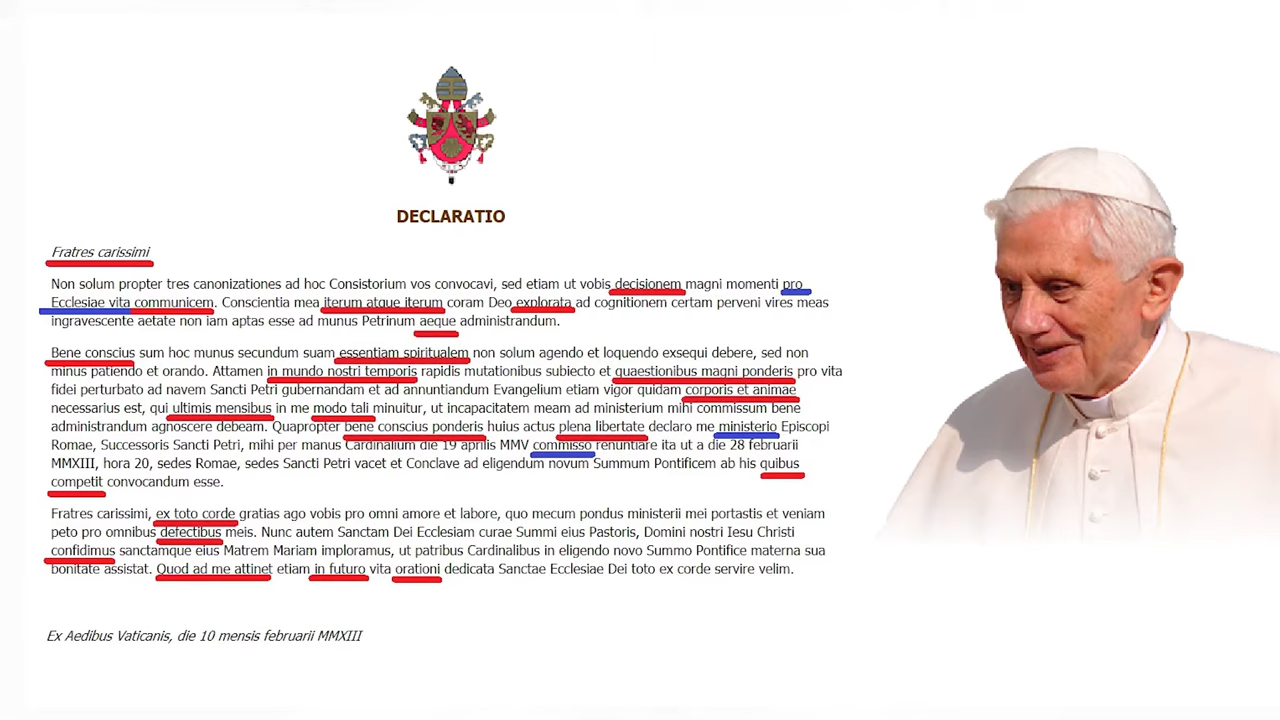 DECLARATIO
Fratres carissimi
Non solum propter tres canonizationes ad hoc Consistorium vos convocavi, sed etiam ut vobis decisionem magni momenti pro
Ecclesiae vita communicem. Conscientia mea iterum atque iterum coram Deo explorata ad cognitionem certam perveni vires meas
ingravescente aetate non iam aptas esse ad munus Petrinum aeque administrandum.
Bene conscius sum hoc munus secundum suam essentiam spiritualem non solum agendo et loquendo exsequi debere, sed non
minus patiendo et orando. Attamen in mundo nostri temporis rapidis mutationibus subiecto et quaestionibus magni ponderis pro vita
fidei perturbato ad navem Sancti Petri gubernandam et ad annuntiandum Evangelium etiam vigor quidam corporis et animae
necessarius est, qui ultimis mensibus in me modo tali minuitur, ut incapacitatem meam ad ministerium mihi commissum bene
administrandum agnoscere debeam. Quapropter bene conscius ponderis huius actus plena libertate declaro me ministerio Episcopi
Romae, Successoris Sancti Petri, mihi per manus Cardinalium die 19 aprilis MMV commisso renuntiare ita ut a die 28 februarii
MMXIII, hora 20, sedes Romae, sedes Sancti Petri vacet et Conclave ad eligendum novum Summum Pontificem ab his quibus
competit convocandum esse.
Fratres carissimi, ex toto corde gratias ago vobis pro omni amore et labore, quo mecum pondus ministerii mei portastis et veniam
peto pro omnibus defectibus meis. Nunc autem Sanctam Dei Ecclesiam curae Summi eius Pastoris, Domini nostri Iesu Christi
confidimus sanctamque eius Matrem Mariam imploramus, ut patribus Cardinalibus in eligendo novo Summo Pontifice materna sua
bonitate assistat. Quod ad me attinet etiam in futuro vita orationi dedicata Sanctae Ecclesiae Dei toto ex corde servire velim.
Ex Aedibus Vaticanis, die 10 mensis februarii MMXIII